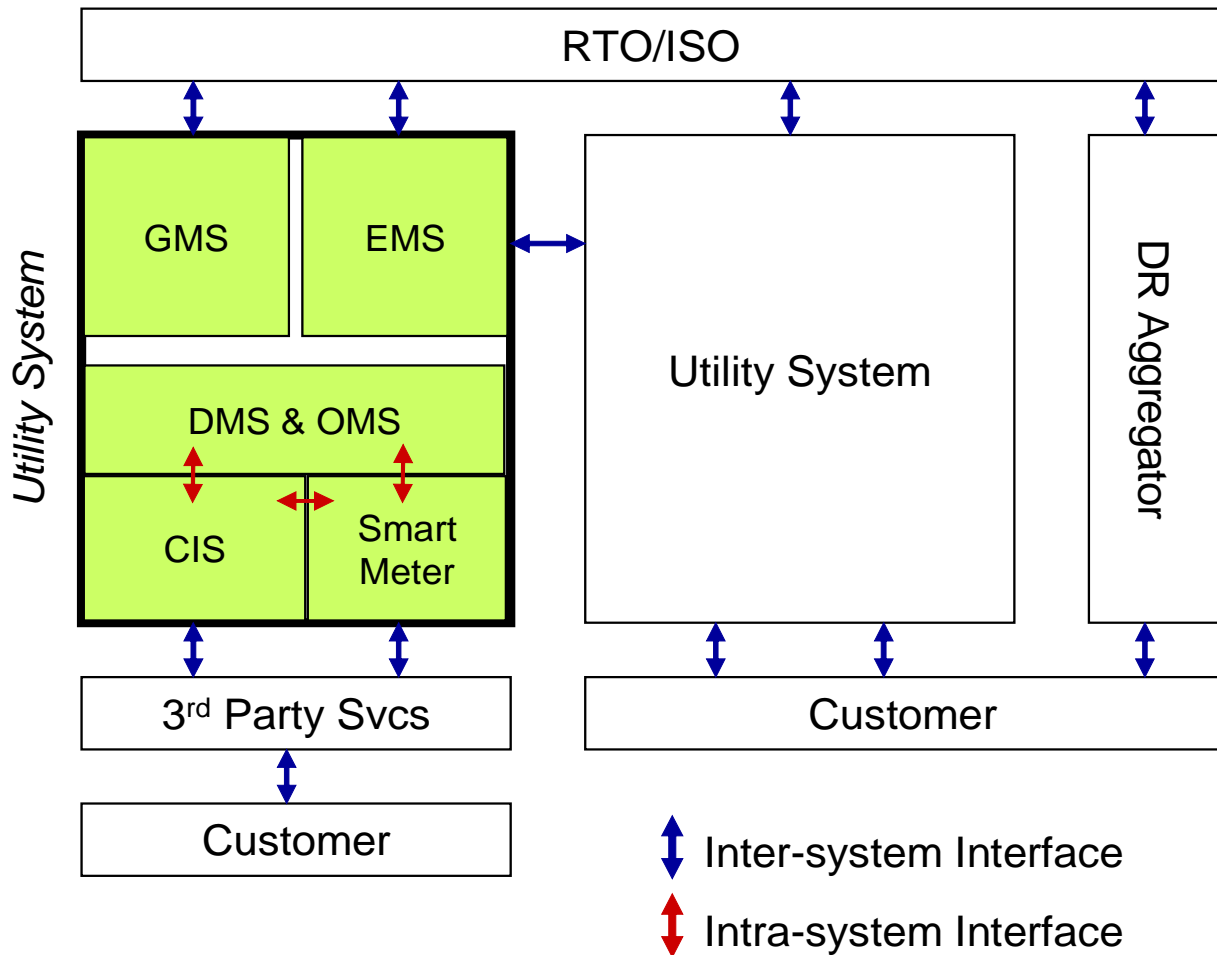 RTO/ISO
Utility System
GMS
EMS
DMS & OMS
CIS
Smart
Meter
Utility System
DR Aggregator
3rd Party Svcs
Customer
Customer
Inter-system Interface
Intra-system Interface